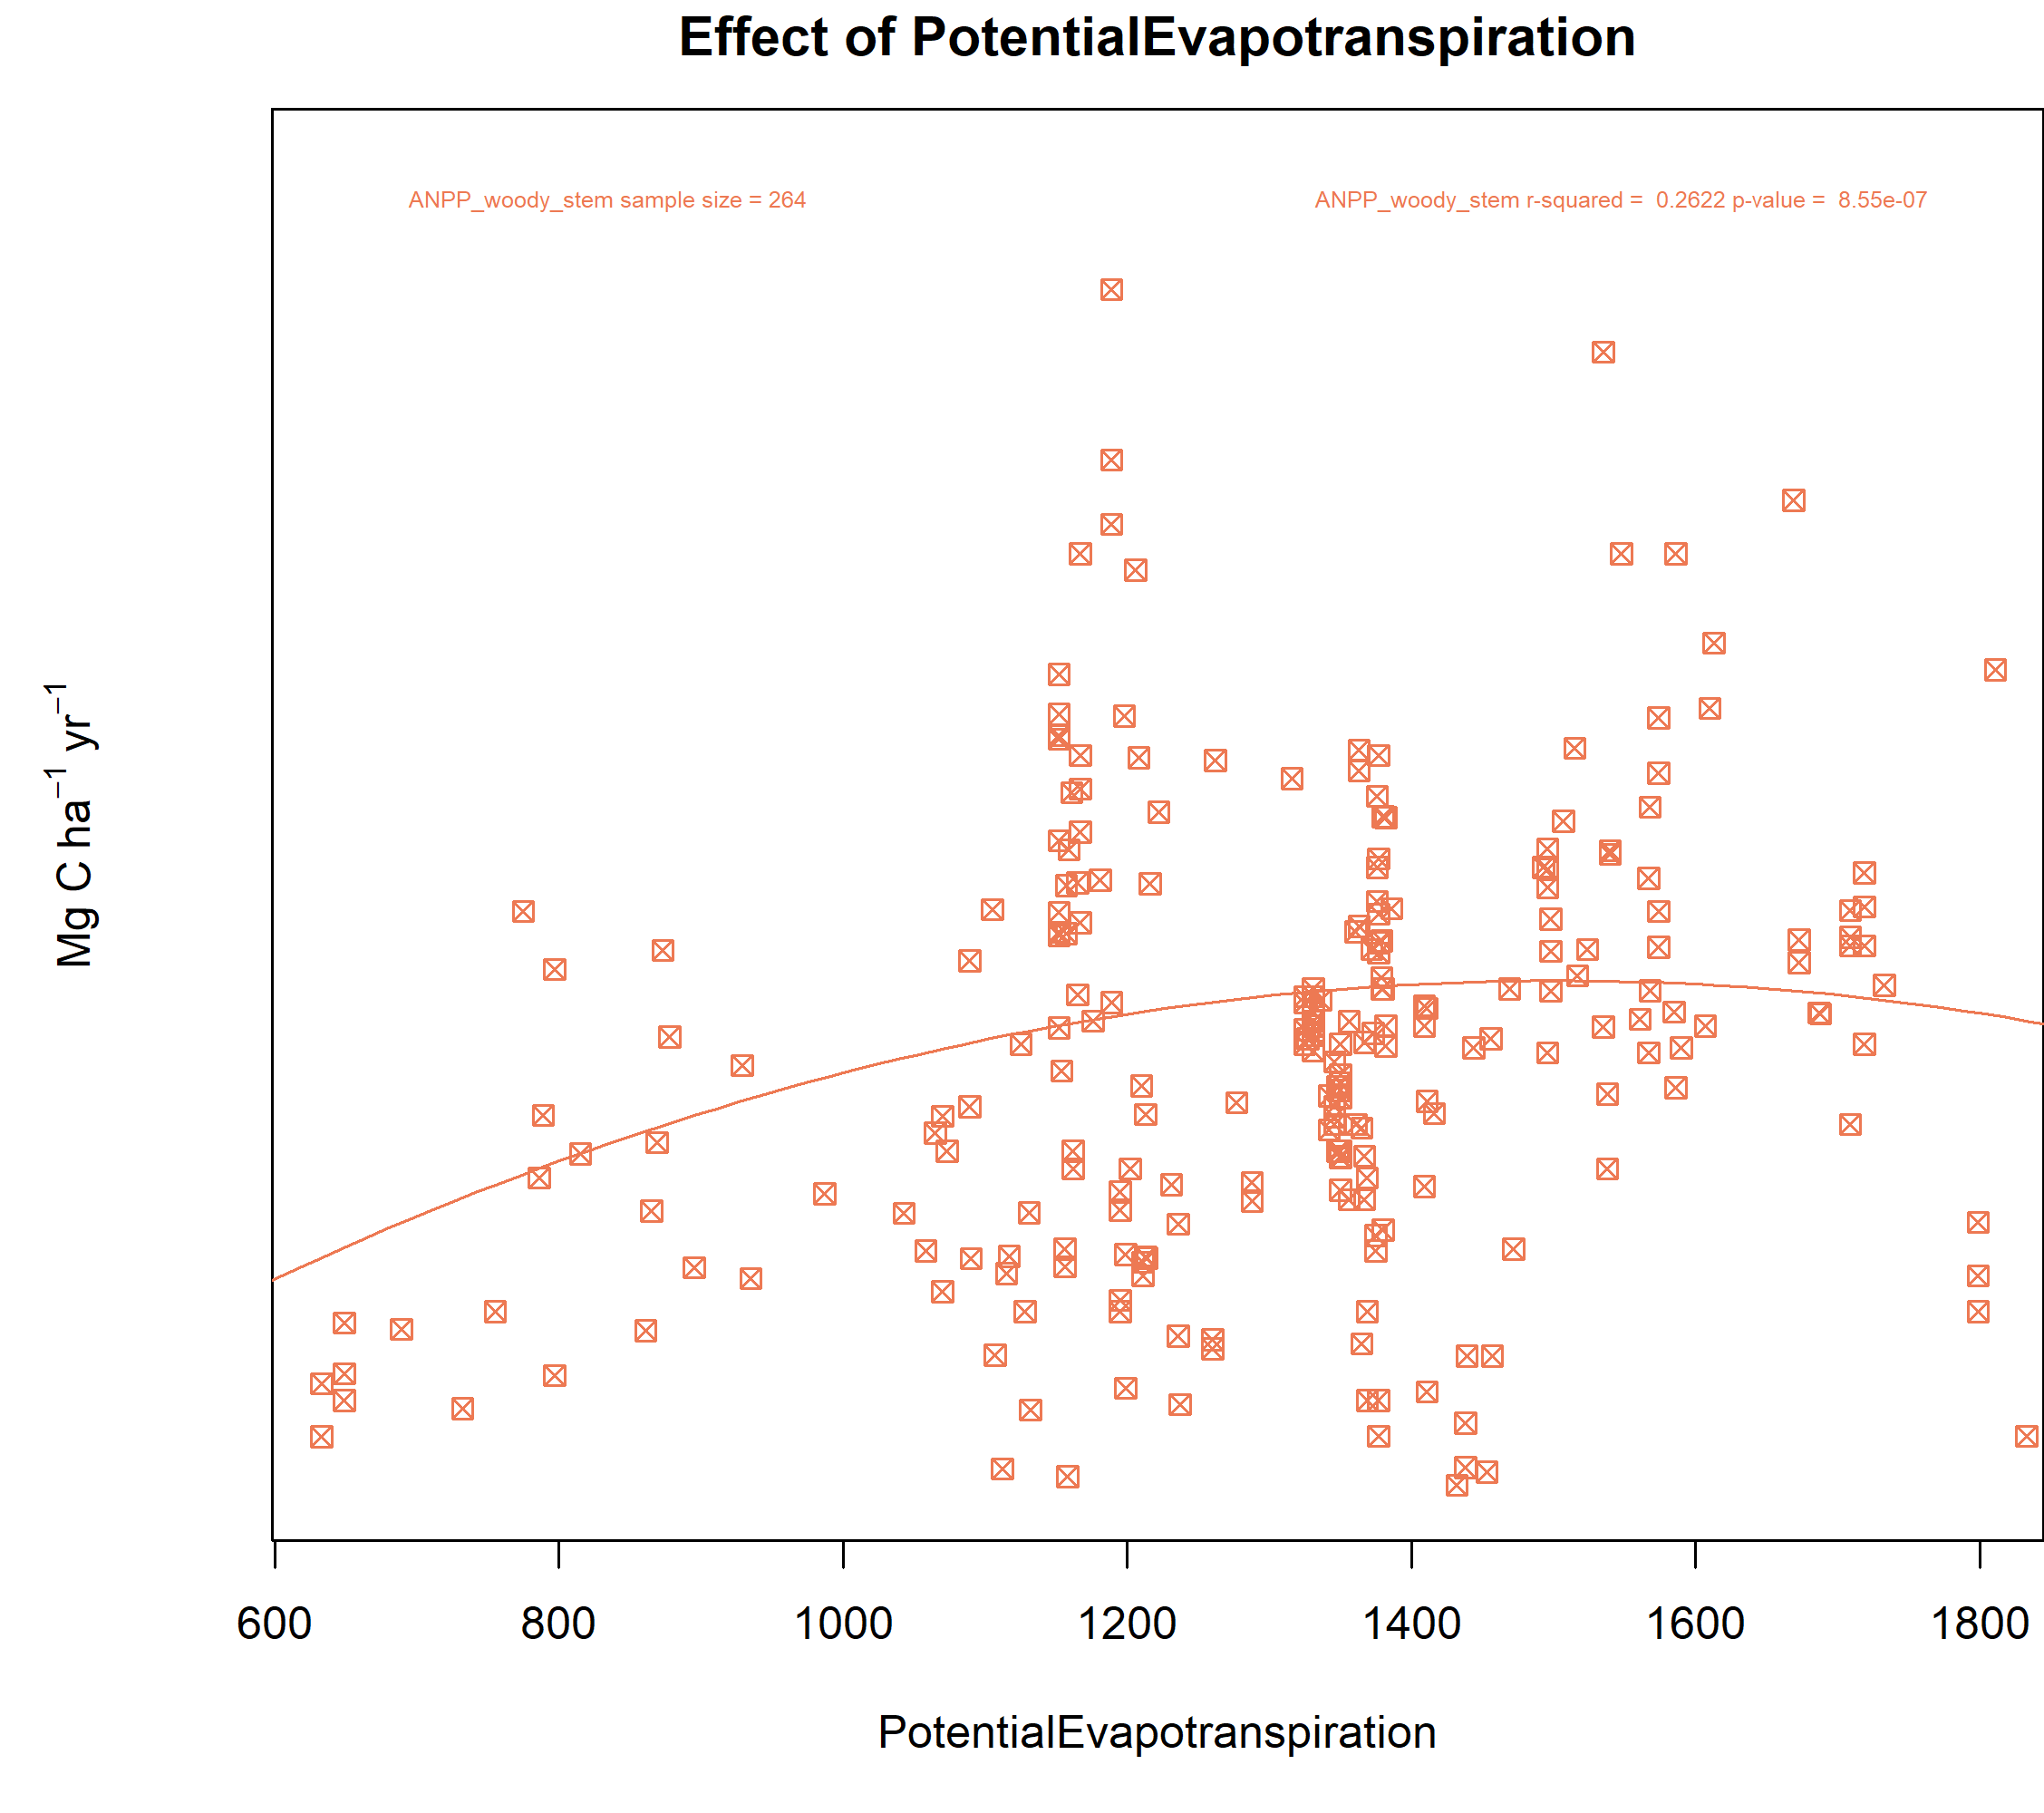 Effect of PotentialEvapotranspiration
ANPP_woody_stem sample size = 264
ANPP_woody_stem r-squared = 0.2622 p-value = 8.55e-07
Mg C ha⁻¹ yr⁻¹
600 800 1000 1200 1400 1600 1800
PotentialEvapotranspiration